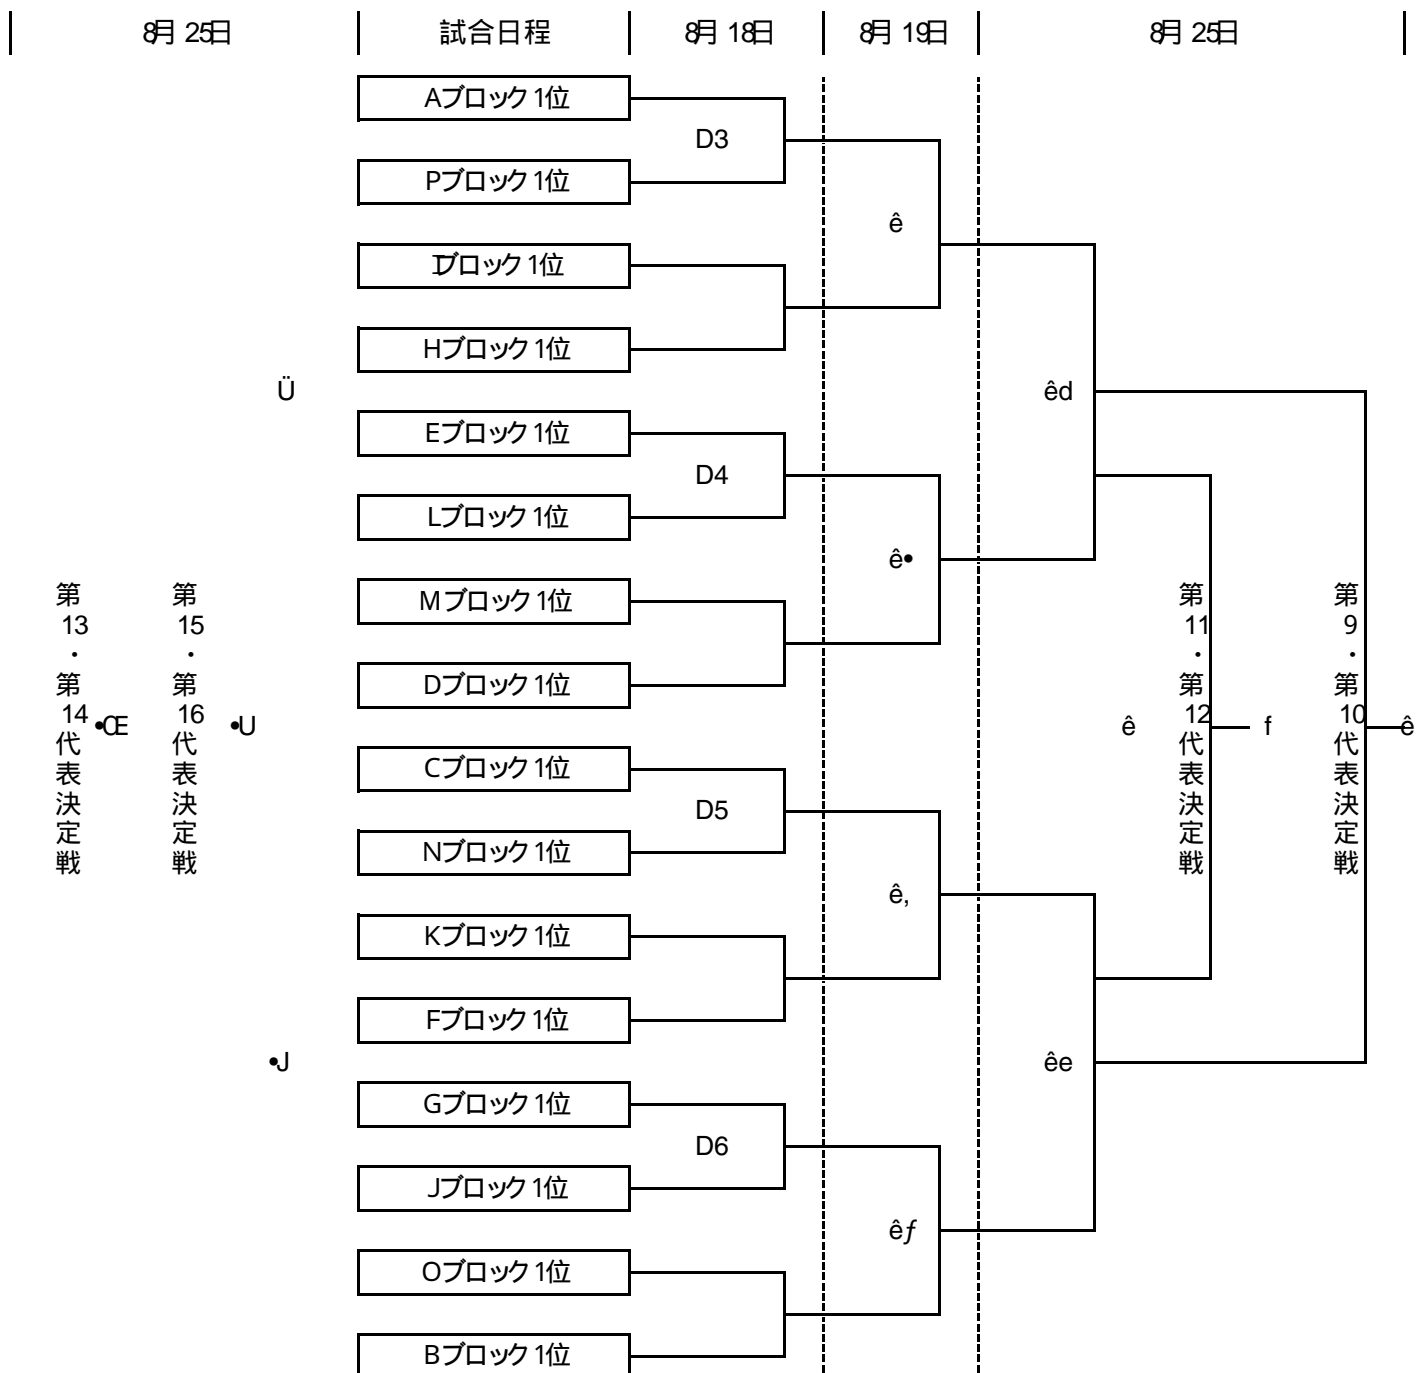 8月25日 試合日程 8月18日 8月19日 8月25日
Aブロック1位
D3
Pブロック1位
ê
Iブロック1位
Hブロック1位
Ü
êd
Eブロック1位
D4
Lブロック1位
ê•
Mブロック1位
Dブロック1位
第13・第14代表決定戦
•Œ
第15・第16代表決定戦
•U
ê
第11・第12代表決定戦
f
第9・第10代表決定戦
ê
Cブロック1位
D5
Nブロック1位
ê,
Kブロック1位
Fブロック1位
•J
êe
Gブロック1位
D6
Jブロック1位
êƒ
Oブロック1位
Bブロック1位